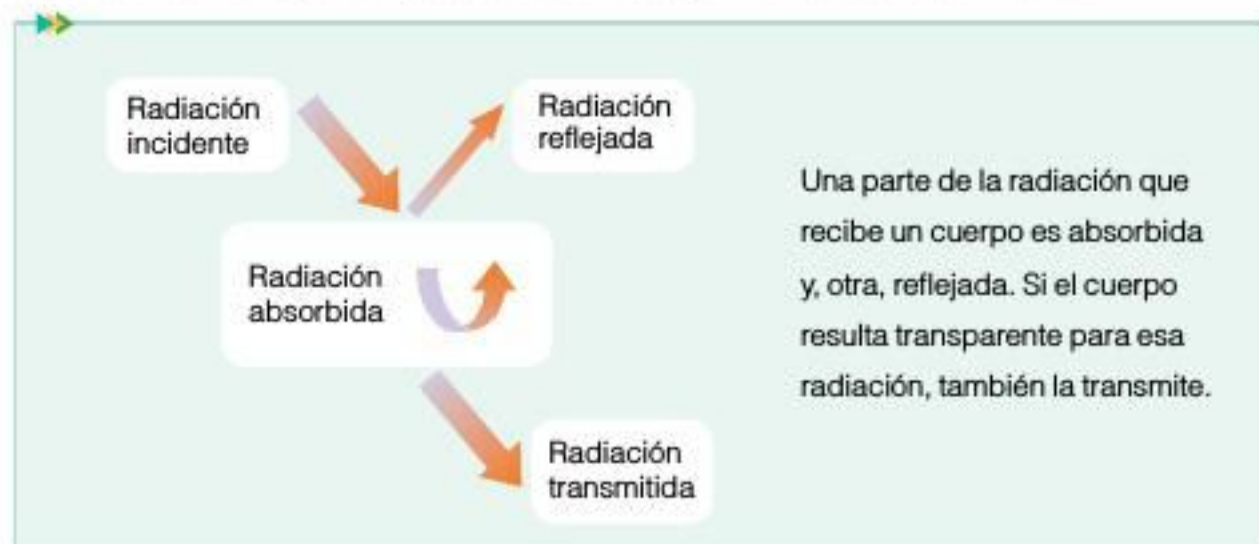 Radiación
incidente
Radiación
reflejada
Radiación
absorbida
Radiación
transmitida
Una parte de la radiación que
recibe un cuerpo es absorbida
y, otra, reflejada. Si el cuerpo
resulta transparente para esa
radiación, también la transmite.